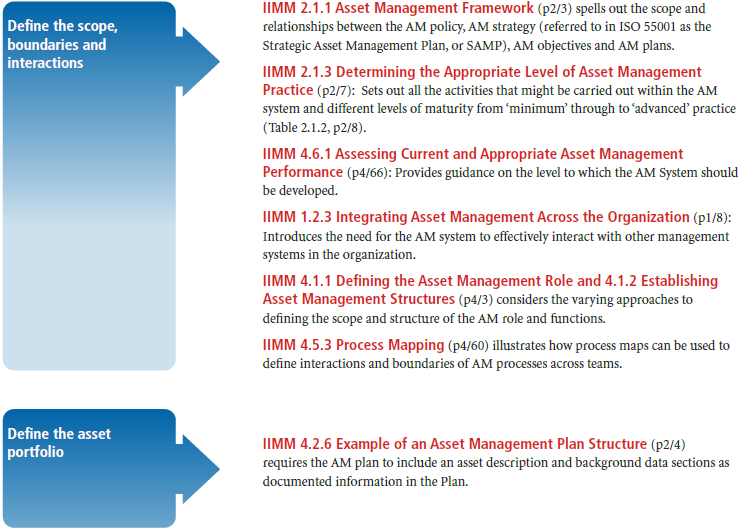 Define the scope,
boundaries and
interactions
IIMM 2.1.1 Asset Management Framework (p2/3) spells out the scope and
relationships between the AM policy, AM strategy (referred to in ISO 55001 as the
Strategic Asset Management Plan, or SAMP), AM objectives and AM plans.
IIMM 2.1.3 Determining the Appropriate Level of Asset Management
Practice (p2/7): Sets out all the activities that might be carried out within the AM
system and different levels of maturity from ‘minimum’ through to ‘advanced’ practice
(Table 2.1.2, p2/8).
IIMM 4.6.1 Assessing Current and Appropriate Asset Management
Performance (p4/66): Provides guidance on the level to which the AM System should
be developed.
IIMM 1.2.3 Integrating Asset Management Across the Organization (p1/8):
Introduces the need for the AM system to effectively interact with other management
systems in the organization.
IIMM 4.1.1 Defining the Asset Management Role and 4.1.2 Establishing
Asset Management Structures (p4/3) considers the varying approaches to
defining the scope and structure of the AM role and functions.
IIMM 4.5.3 Process Mapping (p4/60) illustrates how process maps can be used to
define interactions and boundaries of AM processes across teams.
Define the asset
portfolio
IIMM 4.2.6 Example of an Asset Management Plan Structure (p2/4)
requires the AM plan to include an asset description and background data sections as
documented information in the Plan.